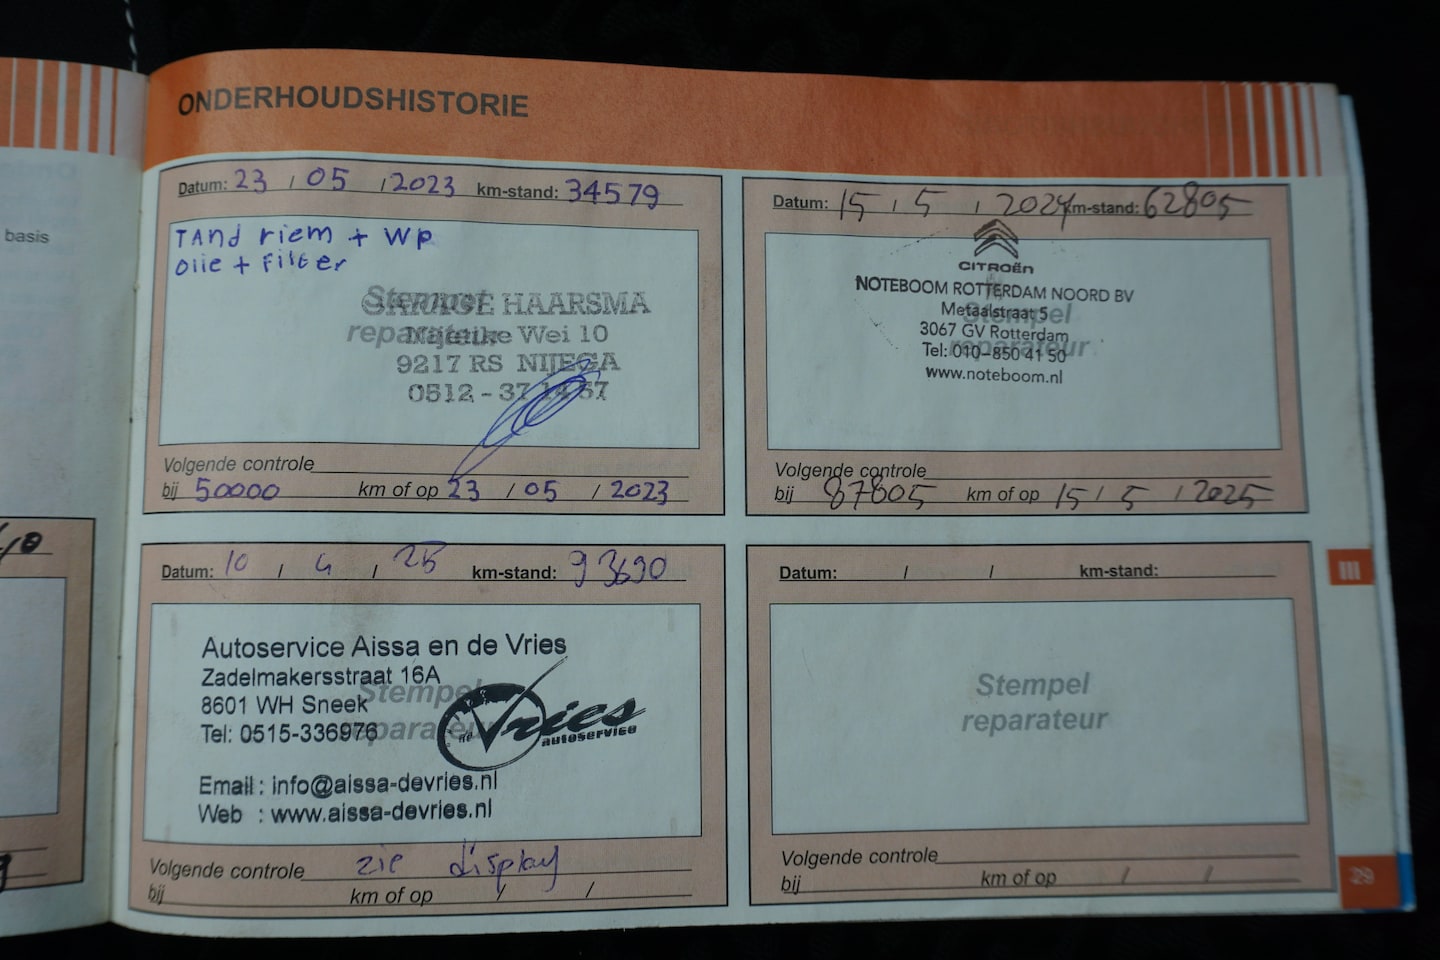 ONDERHOUDSHISTORIE
basis
Datum: 23 / 05 / 2023 km-stand: 34579
TAnd riem + Wp
Olie + Filter
Stempel
reparateur
GARAGE HAARSMA
Wei 10
9217 RS NIJEGA
0512 - 37 14 57
Volgende controle
bij 50000 km of op 23 / 05 / 2023
Datum: 15 / 5 / 2024 km-stand: 62805
CITROËN
NOTEBOOM ROTTERDAM NOORD BV
Metaalstraat 5
3067 GV Rotterdam
Tel: 010-850 41 50
www.noteboom.nl
Stempel
reparateur
Volgende controle
bij 87805 km of op 15 / 5 / 2025
Datum: 10 / 4 / 25 km-stand: 93690
Autoservice Aissa en de Vries
Zadelmakersstraat 16A
8601 WH Sneek
Tel: 0515-336976
Stempel
reparateur
de Vries
autoservice
Email : info@aissa-devries.nl
Web : www.aissa-devries.nl
Volgende controle zie display
bij km of op / /
Datum: / / km-stand:
Stempel
reparateur
Volgende controle
bij km of op / /
III
29